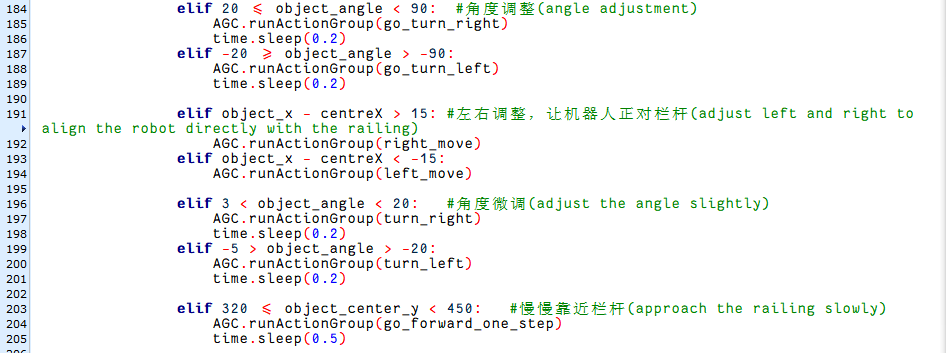 184 elif 20 ⩽ object_angle < 90: #角度调整(angle adjustment)
185 AGC.runActionGroup(go_turn_right)
186 time.sleep(0.2)
187 elif -20 ⩾ object_angle > -90:
188 AGC.runActionGroup(go_turn_left)
189 time.sleep(0.2)
190
191 elif object_x - centreX > 15: #左右调整，让机器人正对栏杆(adjust left and right to
align the robot directly with the railing)
192 AGC.runActionGroup(right_move)
193 elif object_x - centreX < -15:
194 AGC.runActionGroup(left_move)
195
196 elif 3 < object_angle < 20: #角度微调(adjust the angle slightly)
197 AGC.runActionGroup(turn_right)
198 time.sleep(0.2)
199 elif -5 > object_angle > -20:
200 AGC.runActionGroup(turn_left)
201 time.sleep(0.2)
202
203 elif 320 ⩽ object_center_y < 450: #慢慢靠近栏杆(approach the railing slowly)
204 AGC.runActionGroup(go_forward_one_step)
205 time.sleep(0.5)